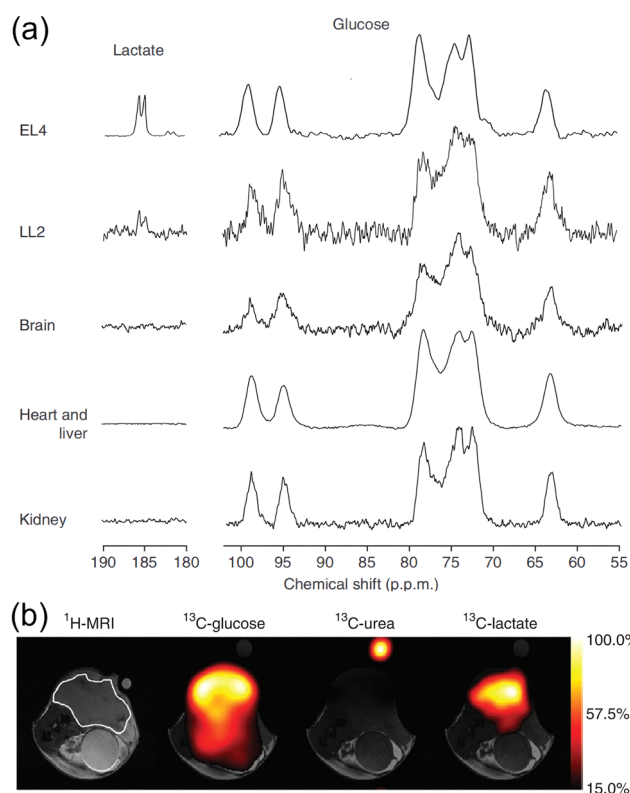 (a)
Glucose
Lactate
EL4
LL2
Brain
Heart and
liver
Kidney
190 185 180 100 95 90 85 80 75 70 65 60 55
Chemical shift (p.p.m.)
(b)
¹H-MRI ¹³C-glucose ¹³C-urea ¹³C-lactate
100.0%
57.5%
15.0%